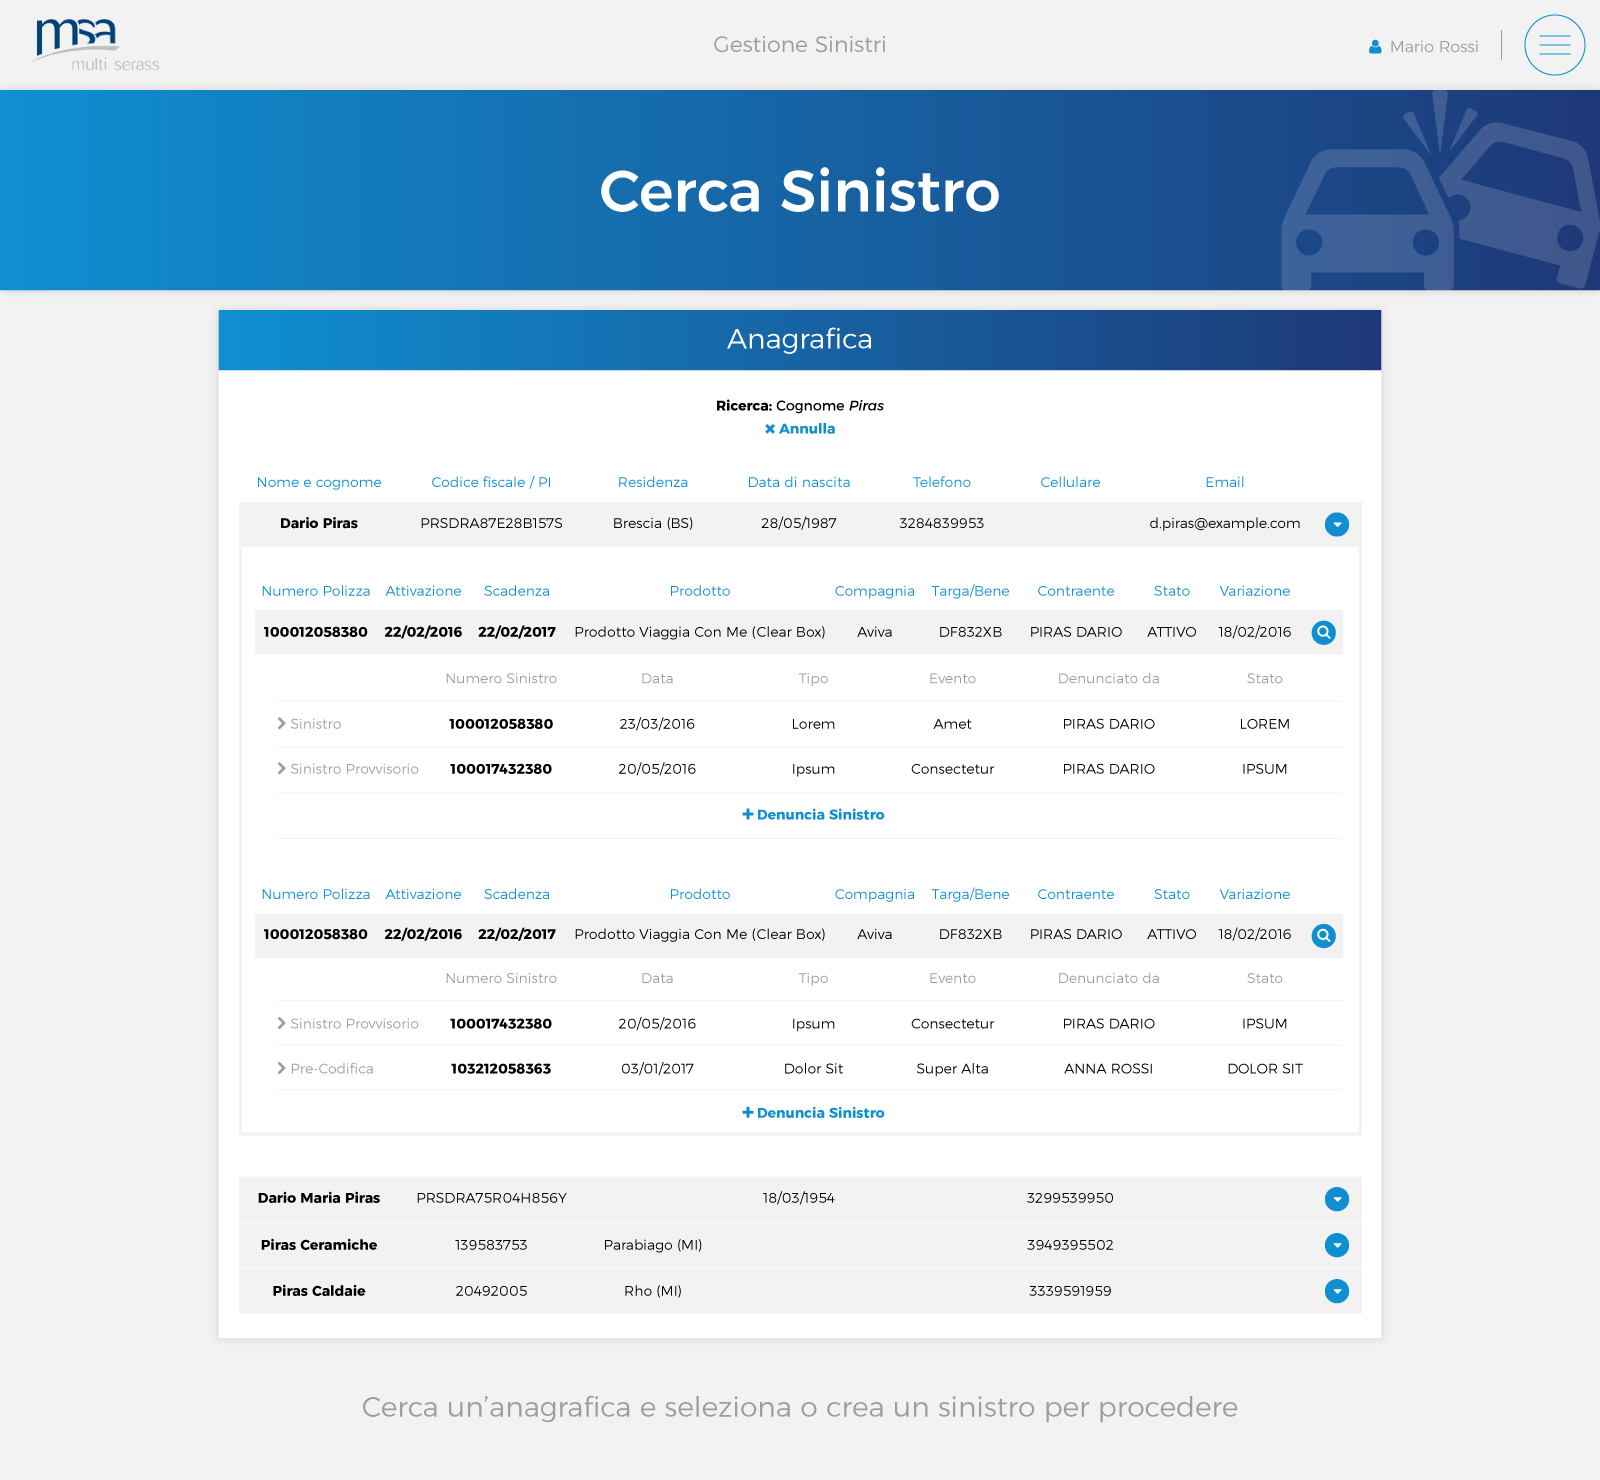 msa
multi serass
Gestione Sinistri
Mario Rossi
Cerca Sinistro
Anagrafica
Ricerca: Cognome Piras
Annulla
Nome e cognome Codice fiscale / PI Residenza Data di nascita Telefono Cellulare Email
Dario Piras PRSDRA87E28B157S Brescia (BS) 28/05/1987 3284839953 d.piras@example.com
Numero Polizza Attivazione Scadenza Prodotto Compagnia Targa/Bene Contraente Stato Variazione
100012058380 22/02/2016 22/02/2017 Prodotto Viaggia Con Me (Clear Box) Aviva DF832XB PIRAS DARIO ATTIVO 18/02/2016
Numero Sinistro Data Tipo Evento Denunciato da Stato
Sinistro 100012058380 23/03/2016 Lorem Amet PIRAS DARIO LOREM
Sinistro Provvisorio 100017432380 20/05/2016 Ipsum Consectetur PIRAS DARIO IPSUM
Denuncia Sinistro
Numero Polizza Attivazione Scadenza Prodotto Compagnia Targa/Bene Contraente Stato Variazione
100012058380 22/02/2016 22/02/2017 Prodotto Viaggia Con Me (Clear Box) Aviva DF832XB PIRAS DARIO ATTIVO 18/02/2016
Numero Sinistro Data Tipo Evento Denunciato da Stato
Sinistro Provvisorio 100017432380 20/05/2016 Ipsum Consectetur PIRAS DARIO IPSUM
Pre-Codifica 103212058363 03/01/2017 Dolor Sit Super Alta ANNA ROSSI DOLOR SIT
Denuncia Sinistro
Dario Maria Piras PRSDRA75R04H856Y 18/03/1954 3299539950
Piras Ceramiche 139583753 Parabiago (MI) 3949395502
Piras Caldaie 20492005 Rho (MI) 3339591959
Cerca un'anagrafica e seleziona o crea un sinistro per procedere